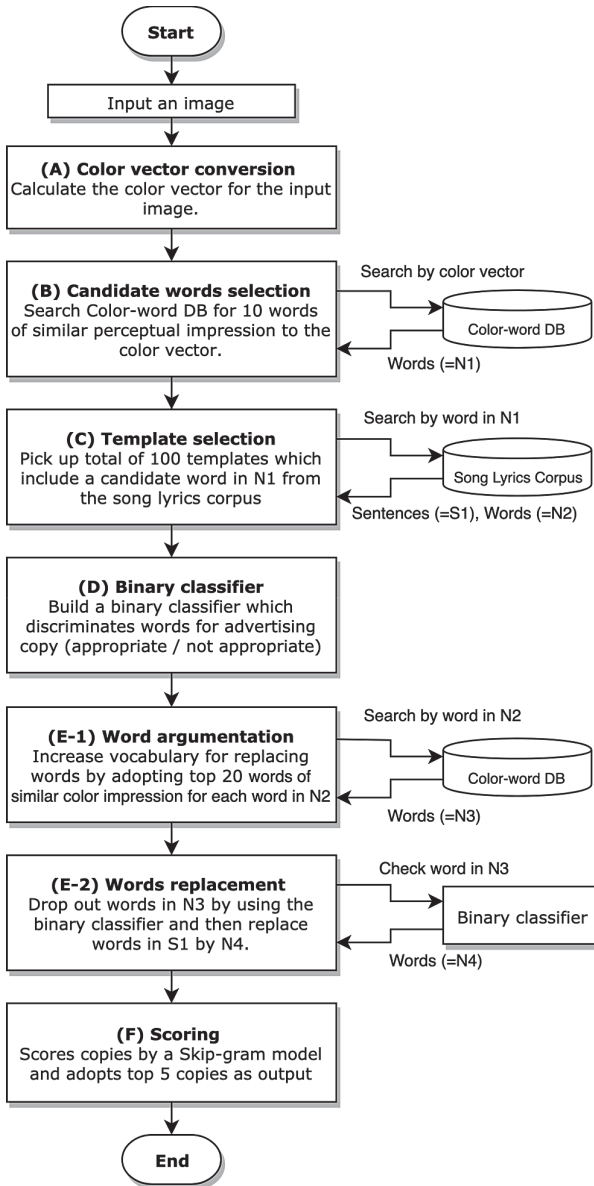 Start
Input an image
(A) Color vector conversion
Calculate the color vector for the input
image.
(B) Candidate words selection
Search Color-word DB for 10 words
of similar perceptual impression to the
color vector.
Search by color vector
Color-word DB
Words (=N1)
(C) Template selection
Pick up total of 100 templates which
include a candidate word in N1 from
the song lyrics corpus
Search by word in N1
Song Lyrics Corpus
Sentences (=S1), Words (=N2)
(D) Binary classifier
Build a binary classifier which
discriminates words for advertising
copy (appropriate / not appropriate)
(E-1) Word argumentation
Increase vocabulary for replacing
words by adopting top 20 words of
similar color impression for each word in N2
Search by word in N2
Color-word DB
Words (=N3)
(E-2) Words replacement
Drop out words in N3 by using the
binary classifier and then replace
words in S1 by N4.
Check word in N3
Binary classifier
Words (=N4)
(F) Scoring
Scores copies by a Skip-gram model
and adopts top 5 copies as output
End